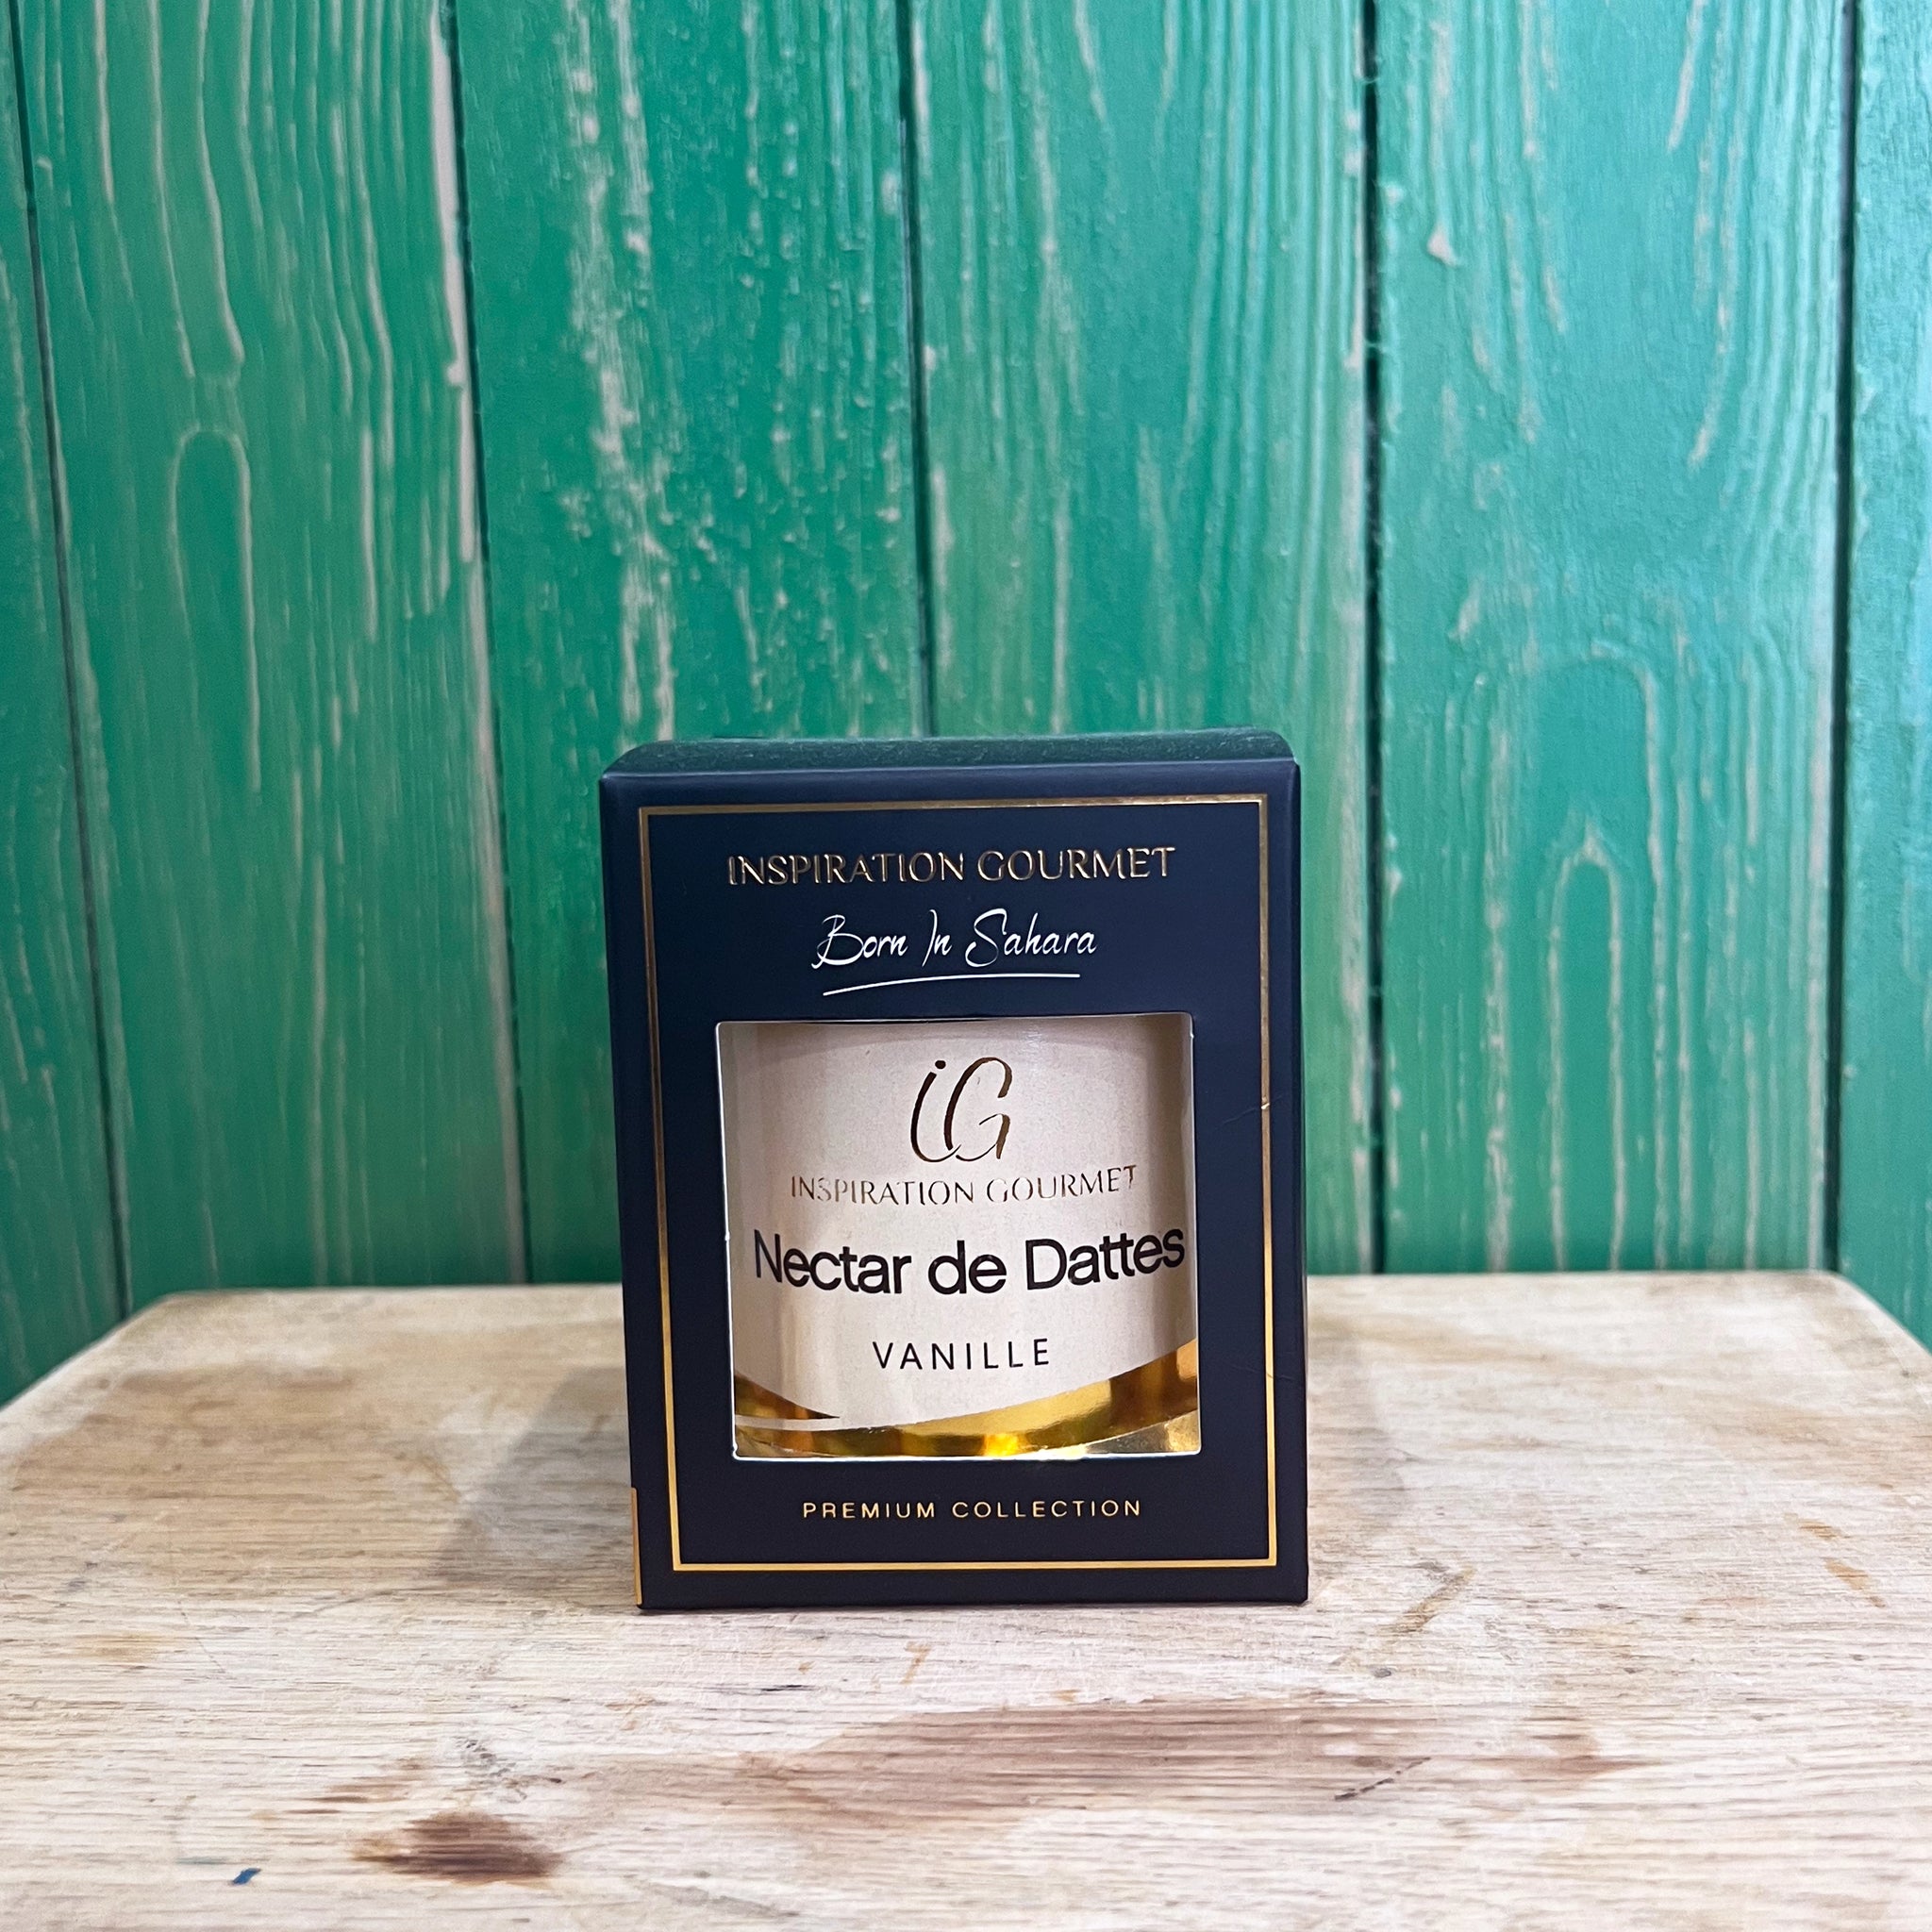 INSPIRATION GOURMET
Born In Sahara
iG
INSPIRATION GOURMET
Nectar de Dattes
VANILLE
PREMIUM COLLECTION